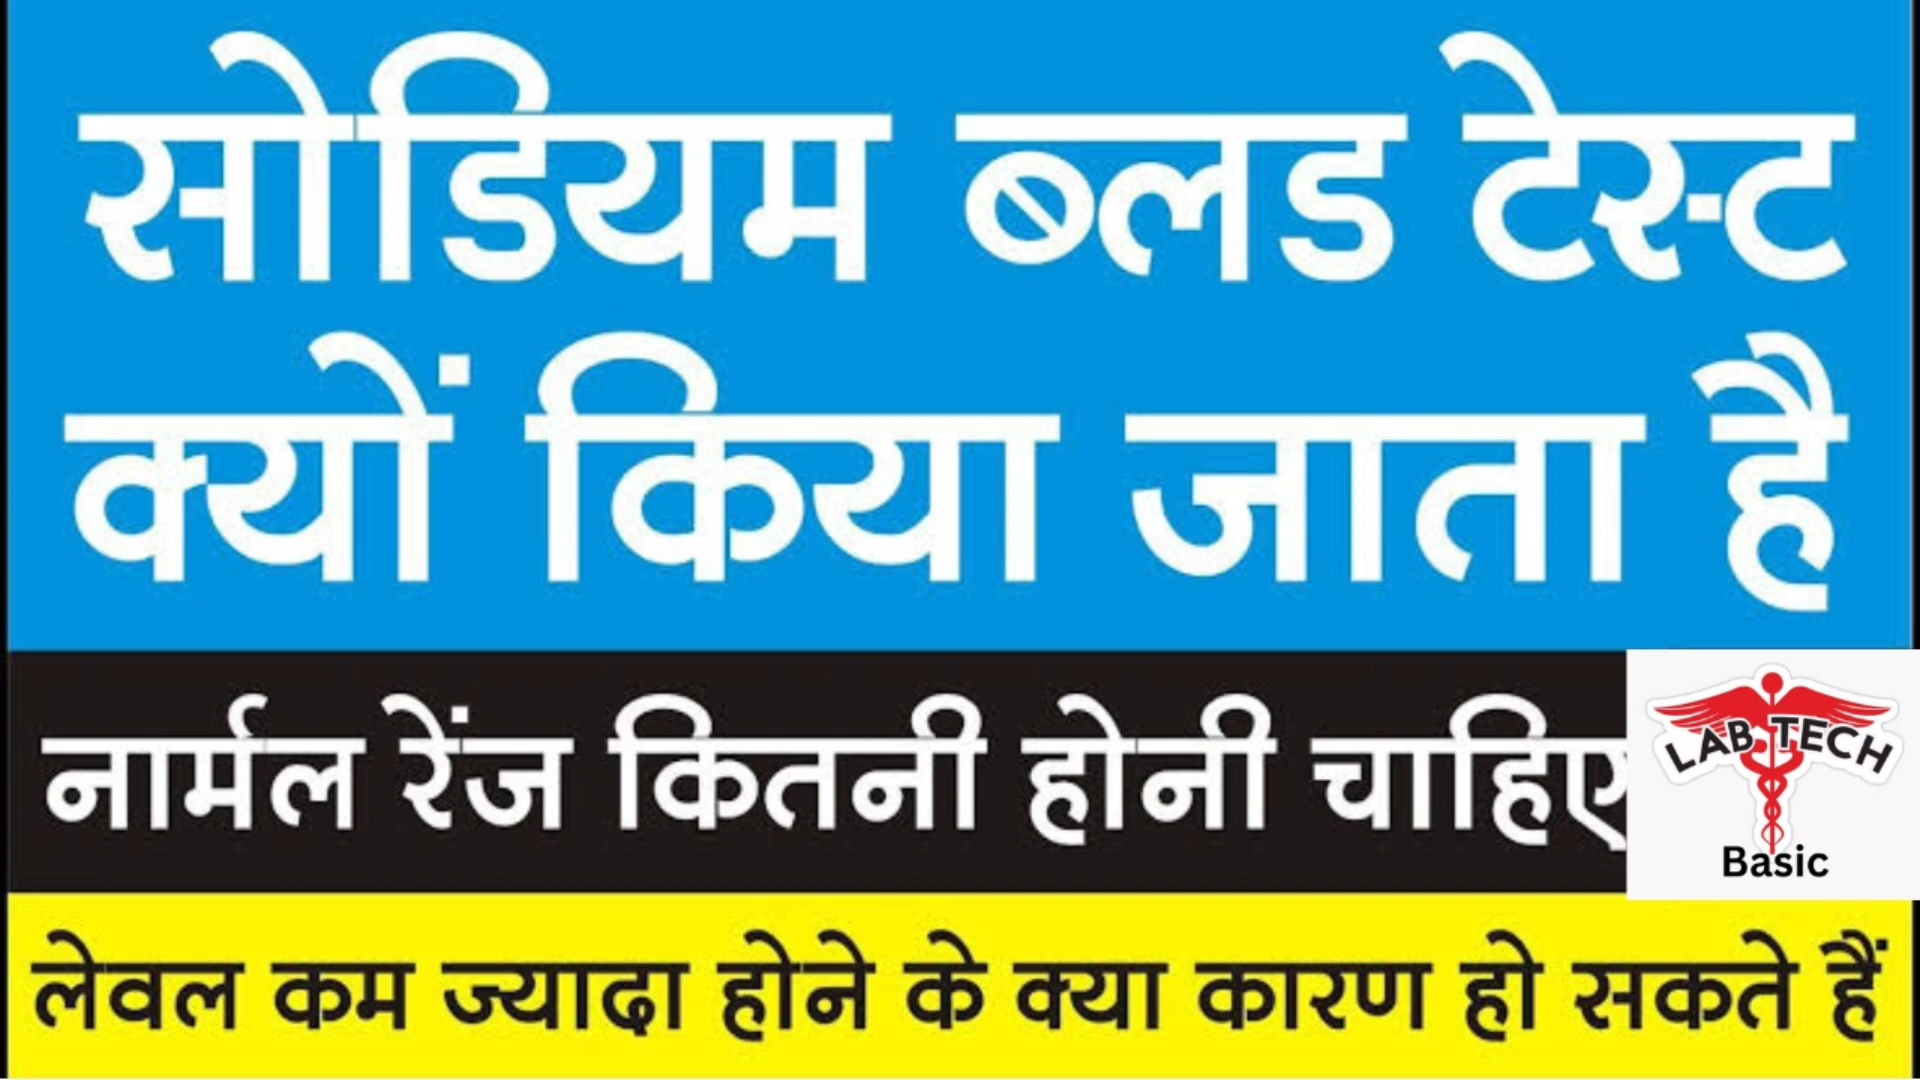 सोडियम ब्लड टेस्ट
क्यों किया जाता है
नार्मल रेंज कितनी होनी चाहिए
LAB TECH
Basic
लेवल कम ज्यादा होने के क्या कारण हो सकते हैं